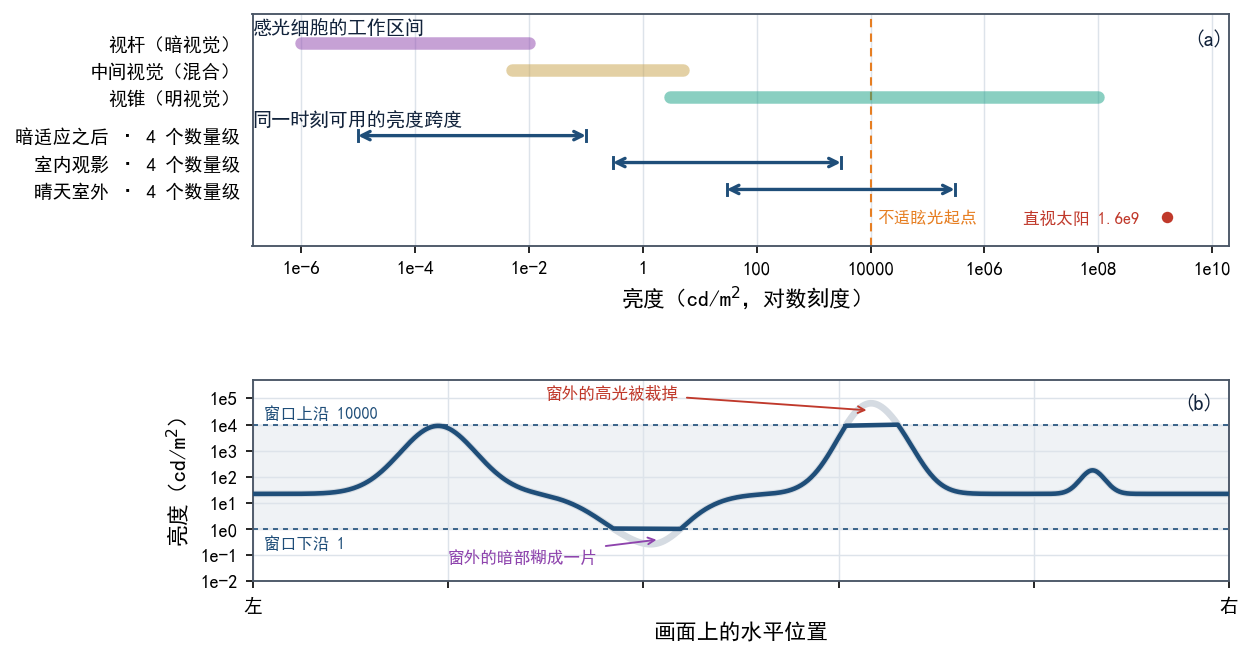 感光细胞的工作区间
(a)
视杆（暗视觉）
中间视觉（混合）
视锥（明视觉）
同一时刻可用的亮度跨度
暗适应之后 · 4 个数量级
室内观影 · 4 个数量级
晴天室外 · 4 个数量级
不适眩光起点
直视太阳 1.6e9
1e−6
1e−4
1e−2
1
100
10000
1e06
1e08
1e10
亮度（cd/m²，对数刻度）
窗外的高光被裁掉
(b)
1e5
窗口上沿 10000
1e4
1e3
1e2
1e1
1e0
窗口下沿 1
窗外的暗部糊成一片
1e−1
1e−2
亮度（cd/m²）
左
右
画面上的水平位置